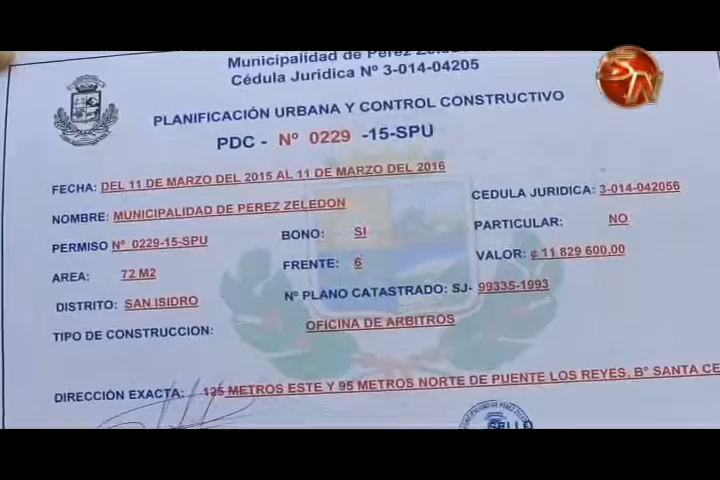 Municipalidad de Pérez
Cédula Jurídica Nº 3-014-04205
PLANIFICACIÓN URBANA Y CONTROL CONSTRUCTIVO
PDC - Nº 0229 -15-SPU
FECHA: DEL 11 DE MARZO DEL 2015 AL 11 DE MARZO DEL 2016
CEDULA JURIDICA: 3-014-042056
NOMBRE: MUNICIPALIDAD DE PEREZ ZELEDON
PARTICULAR: NO
PERMISO Nº 0229-15-SPU BONO: SI
VALOR: ¢ 11 829 600.00
AREA: 72 M2 FRENTE: 6
DISTRITO: SAN ISIDRO Nº PLANO CATASTRADO: SJ- 99335-1993
TIPO DE CONSTRUCCION: OFICINA DE ARBITROS
DIRECCIÓN EXACTA: 125 METROS ESTE Y 95 METROS NORTE DE PUENTE LOS REYES, Bº SANTA CE